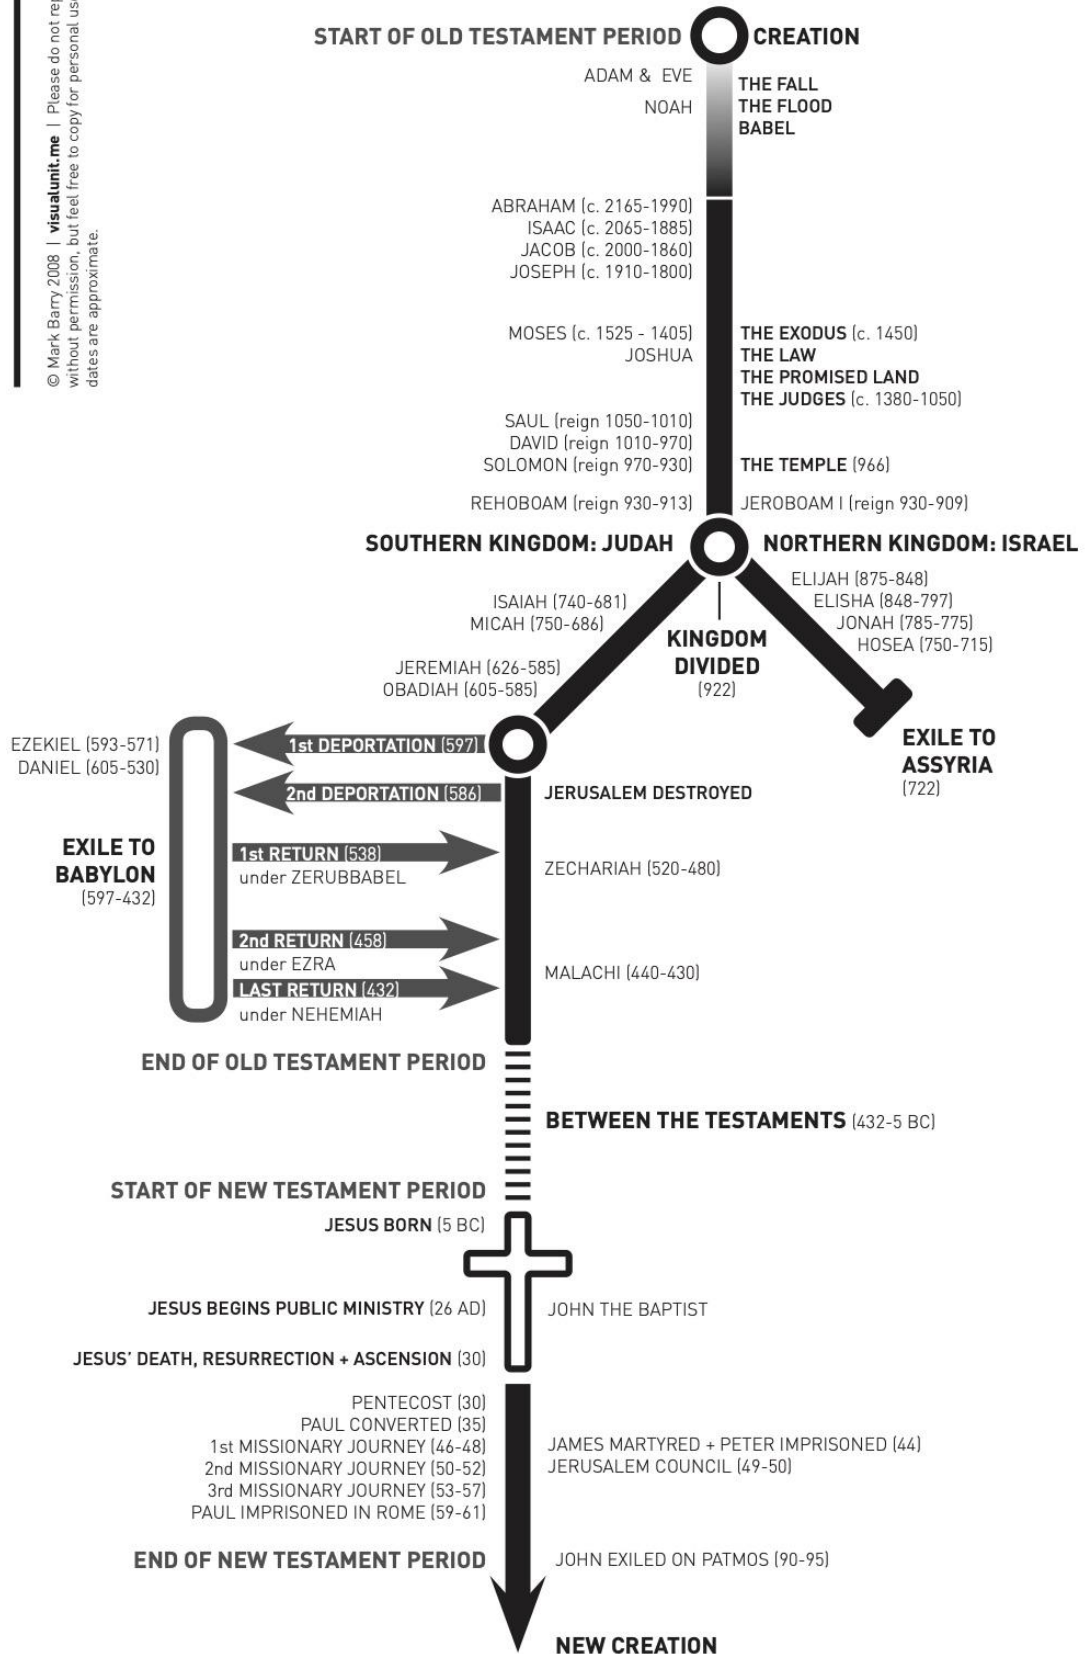 START OF OLD TESTAMENT PERIOD
CREATION
ADAM & EVE
NOAH
THE FALL
THE FLOOD
BABEL
ABRAHAM (c. 2165-1990)
ISAAC (c. 2065-1885)
JACOB (c. 2000-1860)
JOSEPH (c. 1910-1800)
MOSES (c. 1525 - 1405)
JOSHUA
THE EXODUS (c. 1450)
THE LAW
THE PROMISED LAND
THE JUDGES (c. 1380-1050)
SAUL (reign 1050-1010)
DAVID (reign 1010-970)
SOLOMON (reign 970-930)
THE TEMPLE (966)
REHOBOAM (reign 930-913)
JEROBOAM I (reign 930-909)
SOUTHERN KINGDOM: JUDAH
NORTHERN KINGDOM: ISRAEL
ISAIAH (740-681)
MICAH (750-686)
JEREMIAH (626-585)
OBADIAH (605-585)
KINGDOM
DIVIDED
(922)
ELIJAH (875-848)
ELISHA (848-797)
JONAH (785-775)
HOSEA (750-715)
EXILE TO
ASSYRIA
(722)
EZEKIEL (593-571)
DANIEL (605-530)
1st DEPORTATION (597)
2nd DEPORTATION (586)
JERUSALEM DESTROYED
EXILE TO
BABYLON
(597-432)
1st RETURN (538)
under ZERUBBABEL
ZECHARIAH (520-480)
2nd RETURN (458)
under EZRA
MALACHI (440-430)
LAST RETURN (432)
under NEHEMIAH
END OF OLD TESTAMENT PERIOD
BETWEEN THE TESTAMENTS (432-5 BC)
START OF NEW TESTAMENT PERIOD
JESUS BORN (5 BC)
JESUS BEGINS PUBLIC MINISTRY (26 AD)
JOHN THE BAPTIST
JESUS' DEATH, RESURRECTION + ASCENSION (30)
PENTECOST (30)
PAUL CONVERTED (35)
1st MISSIONARY JOURNEY (46-48)
2nd MISSIONARY JOURNEY (50-52)
3rd MISSIONARY JOURNEY (53-57)
PAUL IMPRISONED IN ROME (59-61)
JAMES MARTYRED + PETER IMPRISONED (44)
JERUSALEM COUNCIL (49-50)
END OF NEW TESTAMENT PERIOD
JOHN EXILED ON PATMOS (90-95)
NEW CREATION
© Mark Barry 2008 | visualunit.me | Please do not
without permission, but feel free to copy for personal
dates are approximate.